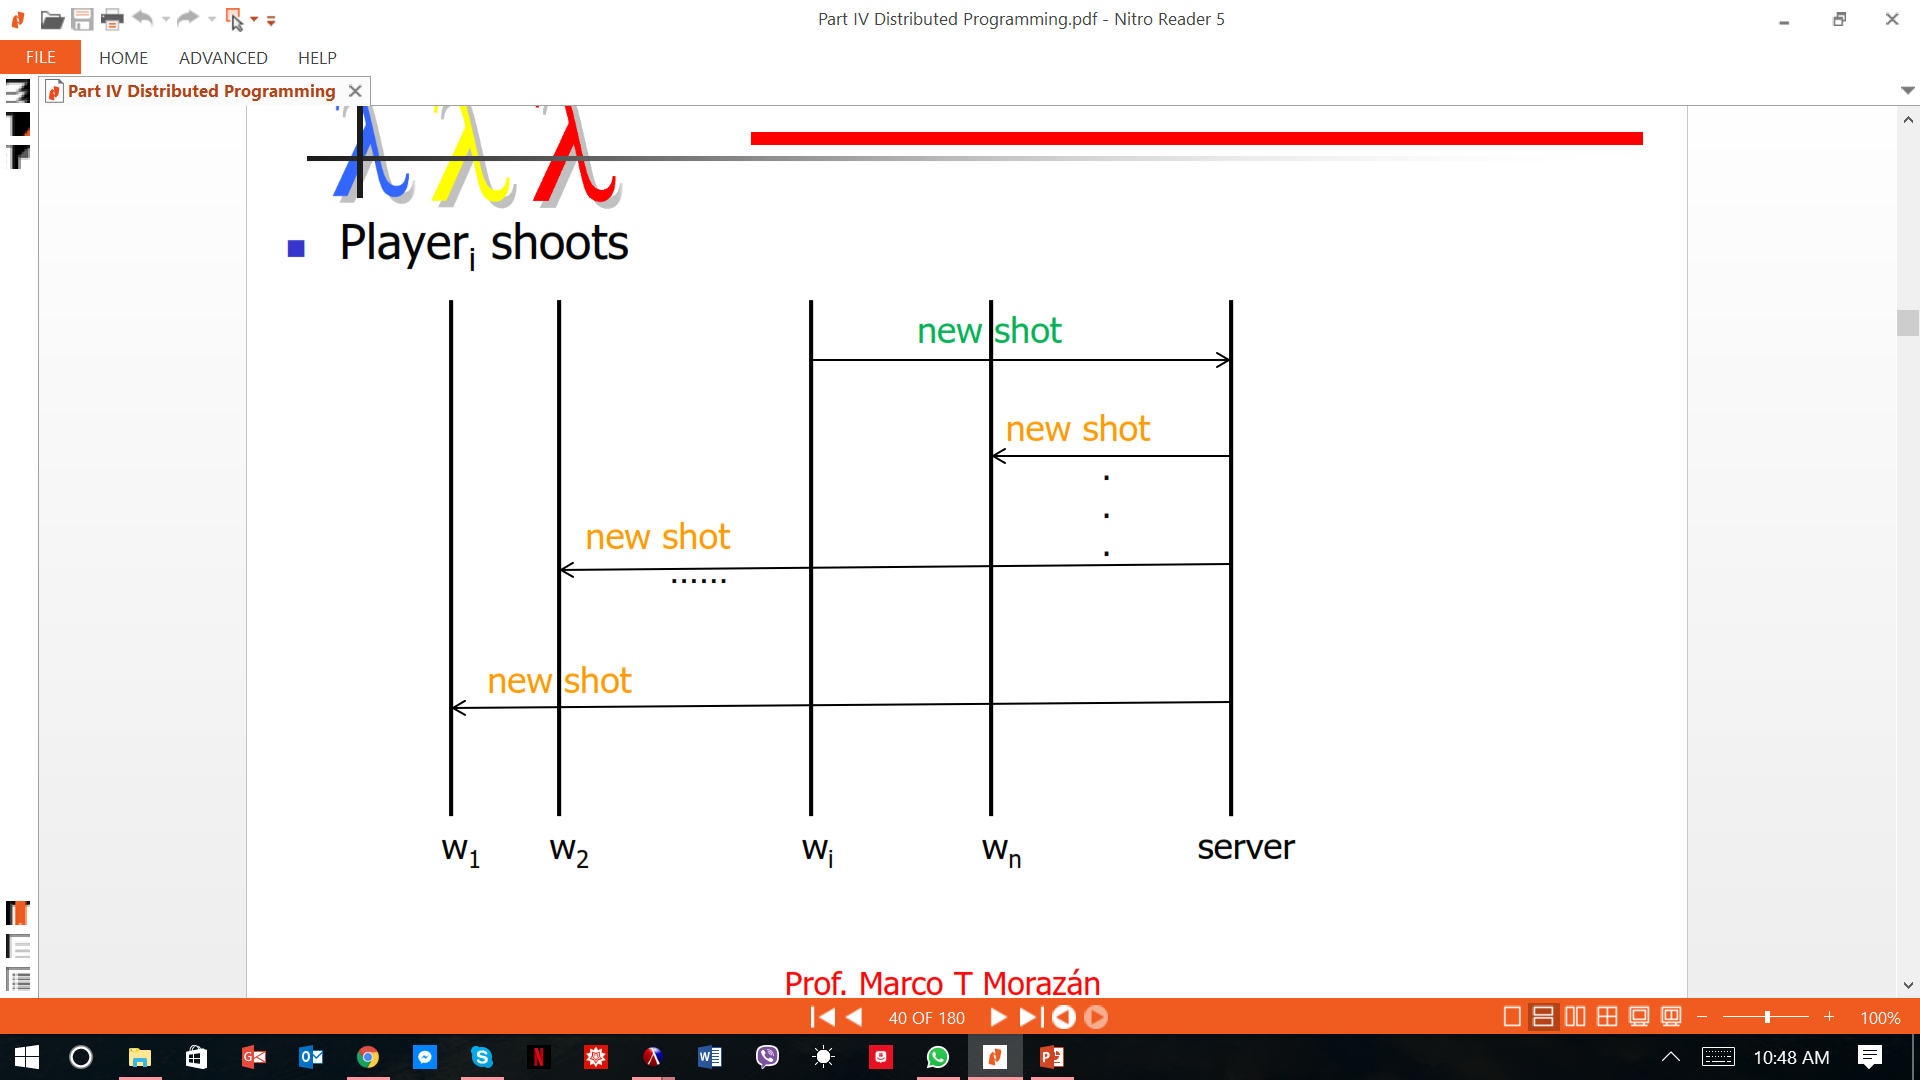 Part IV Distributed Programming.pdf - Nitro Reader 5
FILE HOME ADVANCED HELP
Part IV Distributed Programming
λ λ λ
Playerᵢ shoots
new shot
new shot
.
.
.
new shot
......
new shot
w₁ w₂ wᵢ wₙ server
Prof. Marco T Morazán
40 OF 180
100%
10:48 AM